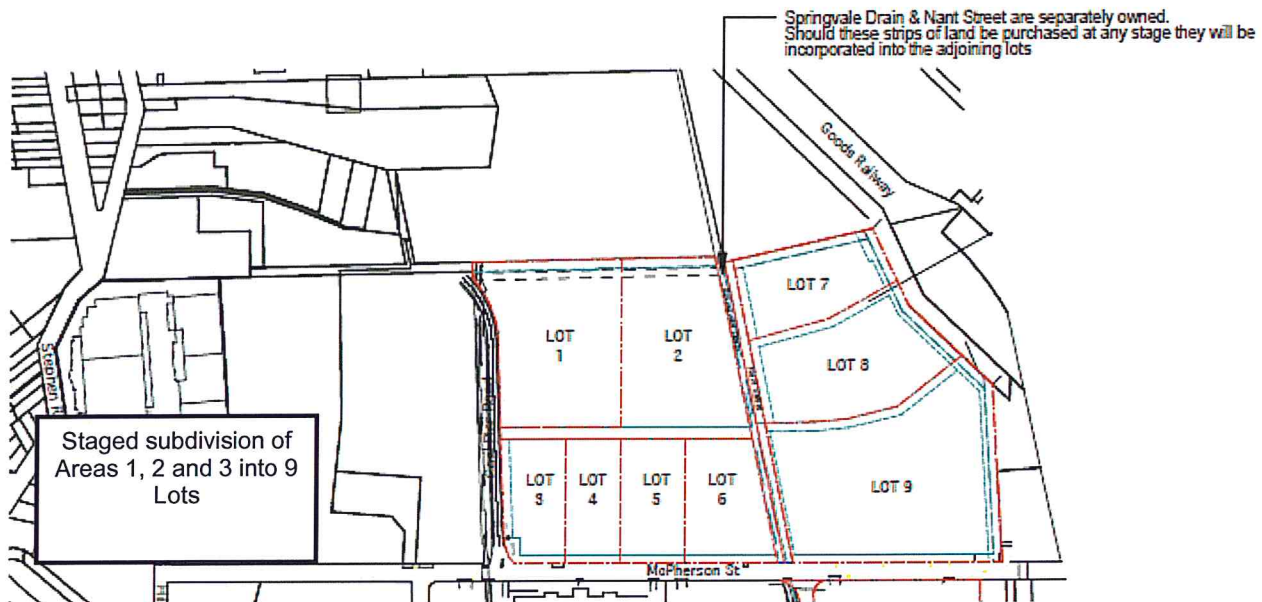 Springvale Drain & Nant Street are separately owned.
Should these strips of land be purchased at any stage they will be
incorporated into the adjoining lots
Goods Railway
LOT 7
LOT
1
LOT
2
LOT 8
Stephen
Staged subdivision of
Areas 1, 2 and 3 into 9
Lots
LOT
3
LOT
4
LOT
5
LOT
6
LOT 9
McPherson St